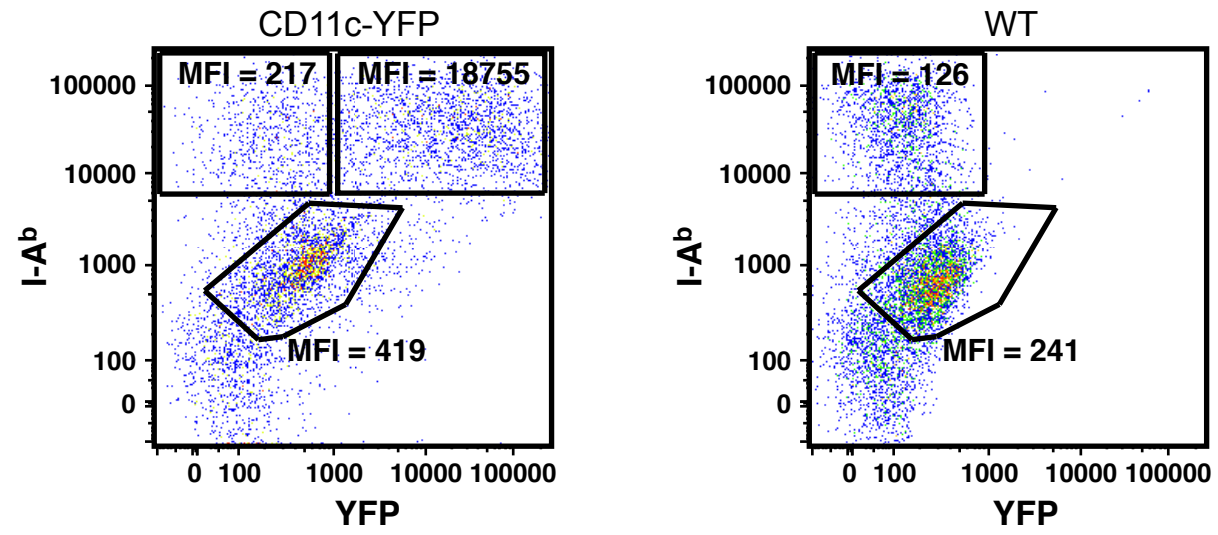 CD11c-YFP
MFI = 217
MFI = 18755
100000
10000
1000
100
0
I-Aᵇ
MFI = 419
0 100 1000 10000 100000
YFP
WT
MFI = 126
100000
10000
1000
100
0
I-Aᵇ
MFI = 241
0 100 1000 10000 100000
YFP